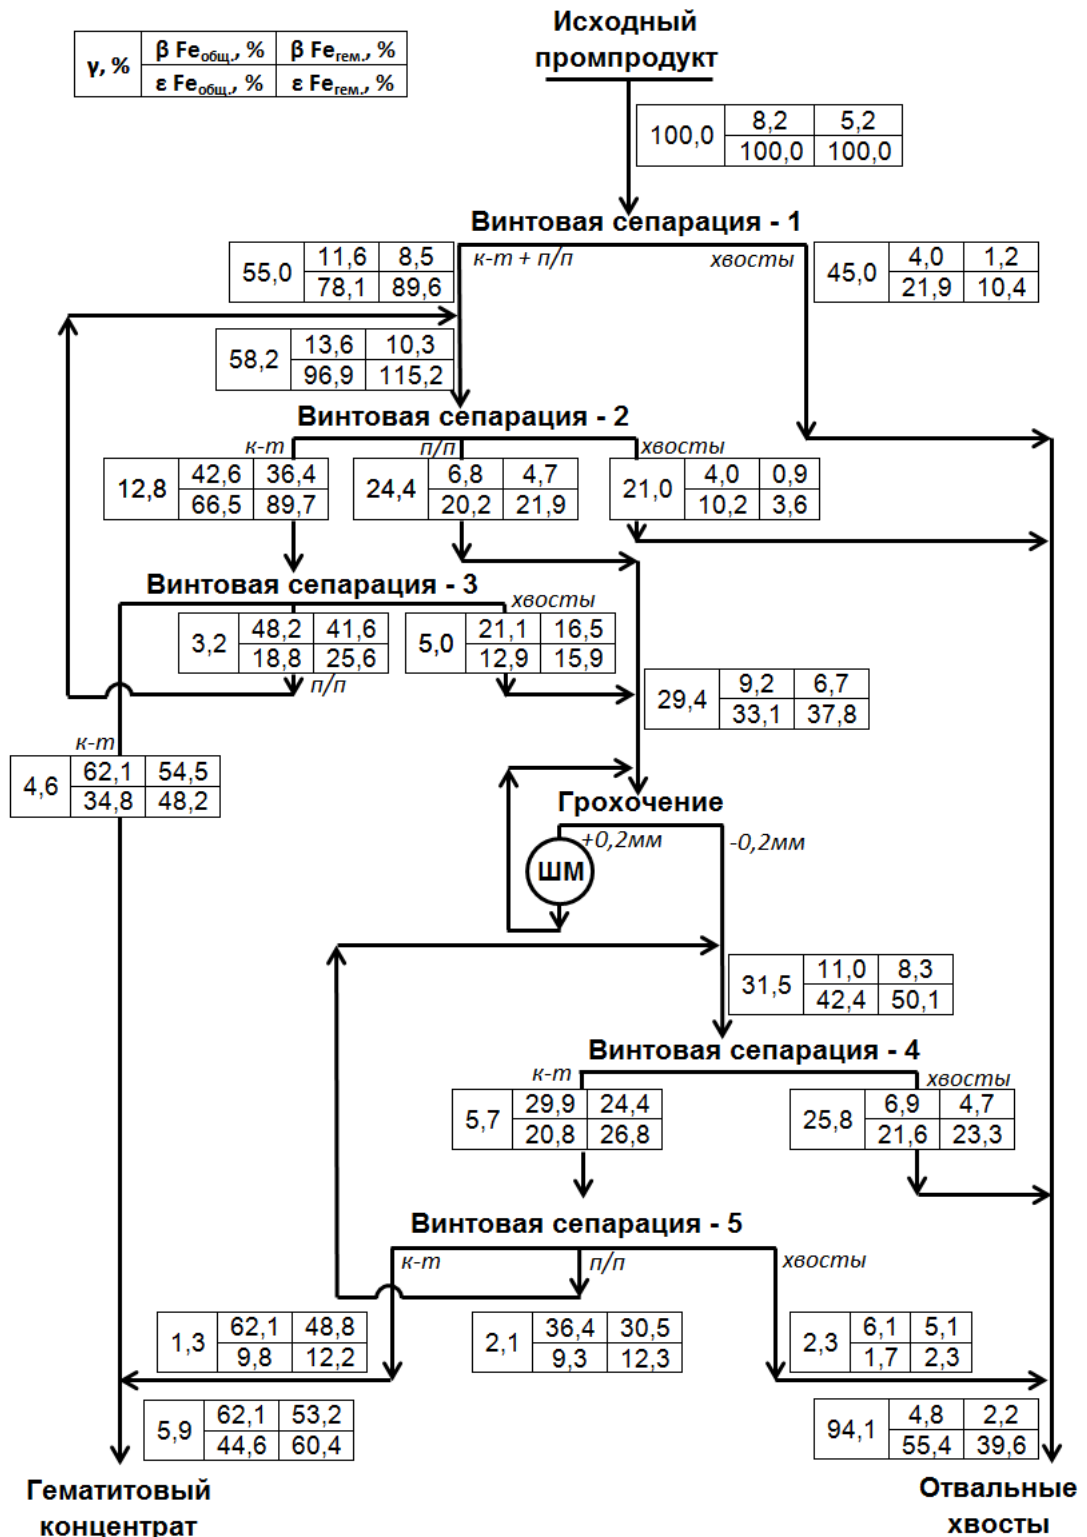 Исходный
промпродукт
γ, %
β Feобщ., % β Feгем., %
ε Feобщ., % ε Feгем., %
100,0
8,2 5,2
100,0 100,0
Винтовая сепарация - 1
к-т + п/п
хвосты
55,0
11,6 8,5
78,1 89,6
45,0
4,0 1,2
21,9 10,4
58,2
13,6 10,3
96,9 115,2
Винтовая сепарация - 2
к-т
п/п
хвосты
12,8
42,6 36,4
66,5 89,7
24,4
6,8 4,7
20,2 21,9
21,0
4,0 0,9
10,2 3,6
Винтовая сепарация - 3
хвосты
3,2
48,2 41,6
18,8 25,6
5,0
21,1 16,5
12,9 15,9
п/п
29,4
9,2 6,7
33,1 37,8
к-т
4,6
62,1 54,5
34,8 48,2
Грохочение
+0,2мм
-0,2мм
ШМ
31,5
11,0 8,3
42,4 50,1
Винтовая сепарация - 4
к-т
хвосты
5,7
29,9 24,4
20,8 26,8
25,8
6,9 4,7
21,6 23,3
Винтовая сепарация - 5
к-т
п/п
хвосты
1,3
62,1 48,8
9,8 12,2
2,1
36,4 30,5
9,3 12,3
2,3
6,1 5,1
1,7 2,3
5,9
62,1 53,2
44,6 60,4
94,1
4,8 2,2
55,4 39,6
Гематитовый
концентрат
Отвальные
хвосты